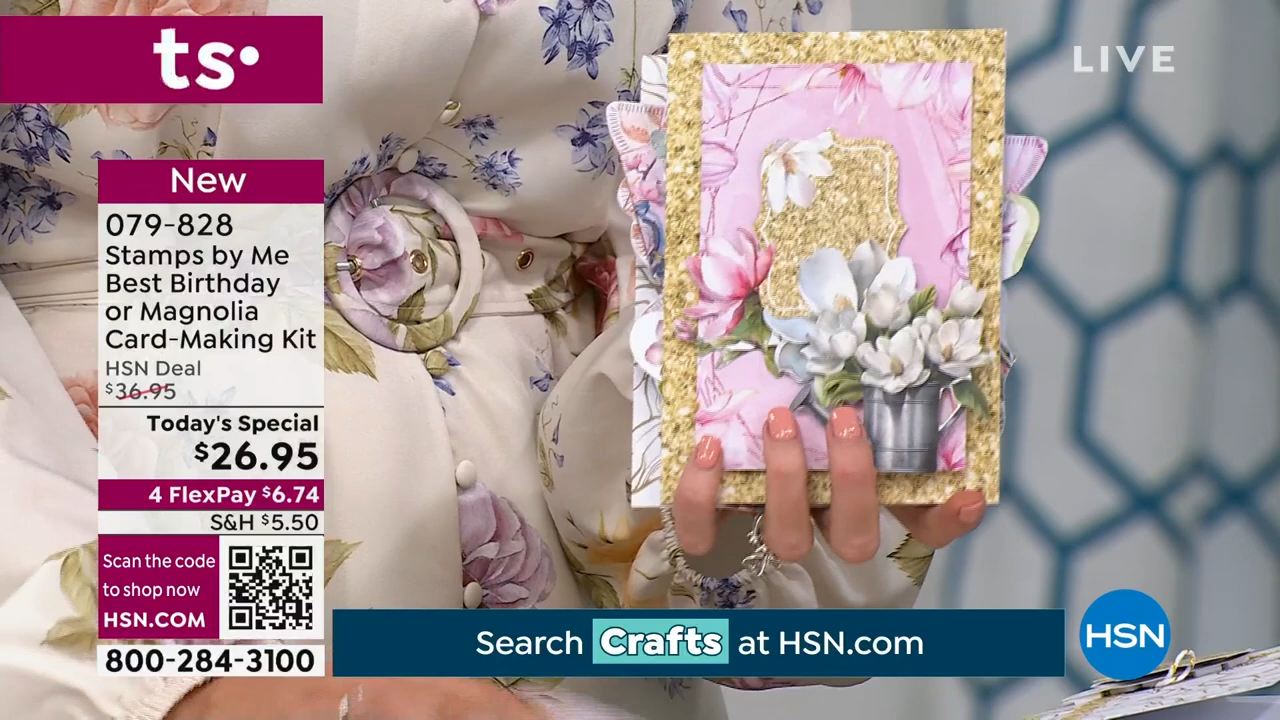 ts.
LIVE
New
079-828
Stamps by Me
Best Birthday
or Magnolia
Card-Making Kit
HSN Deal
$36.95
Today's Special
$26.95
4 FlexPay $6.74
S&H $5.50
Scan the code
to shop now
HSN.COM
800-284-3100
Search Crafts at HSN.com
HSN